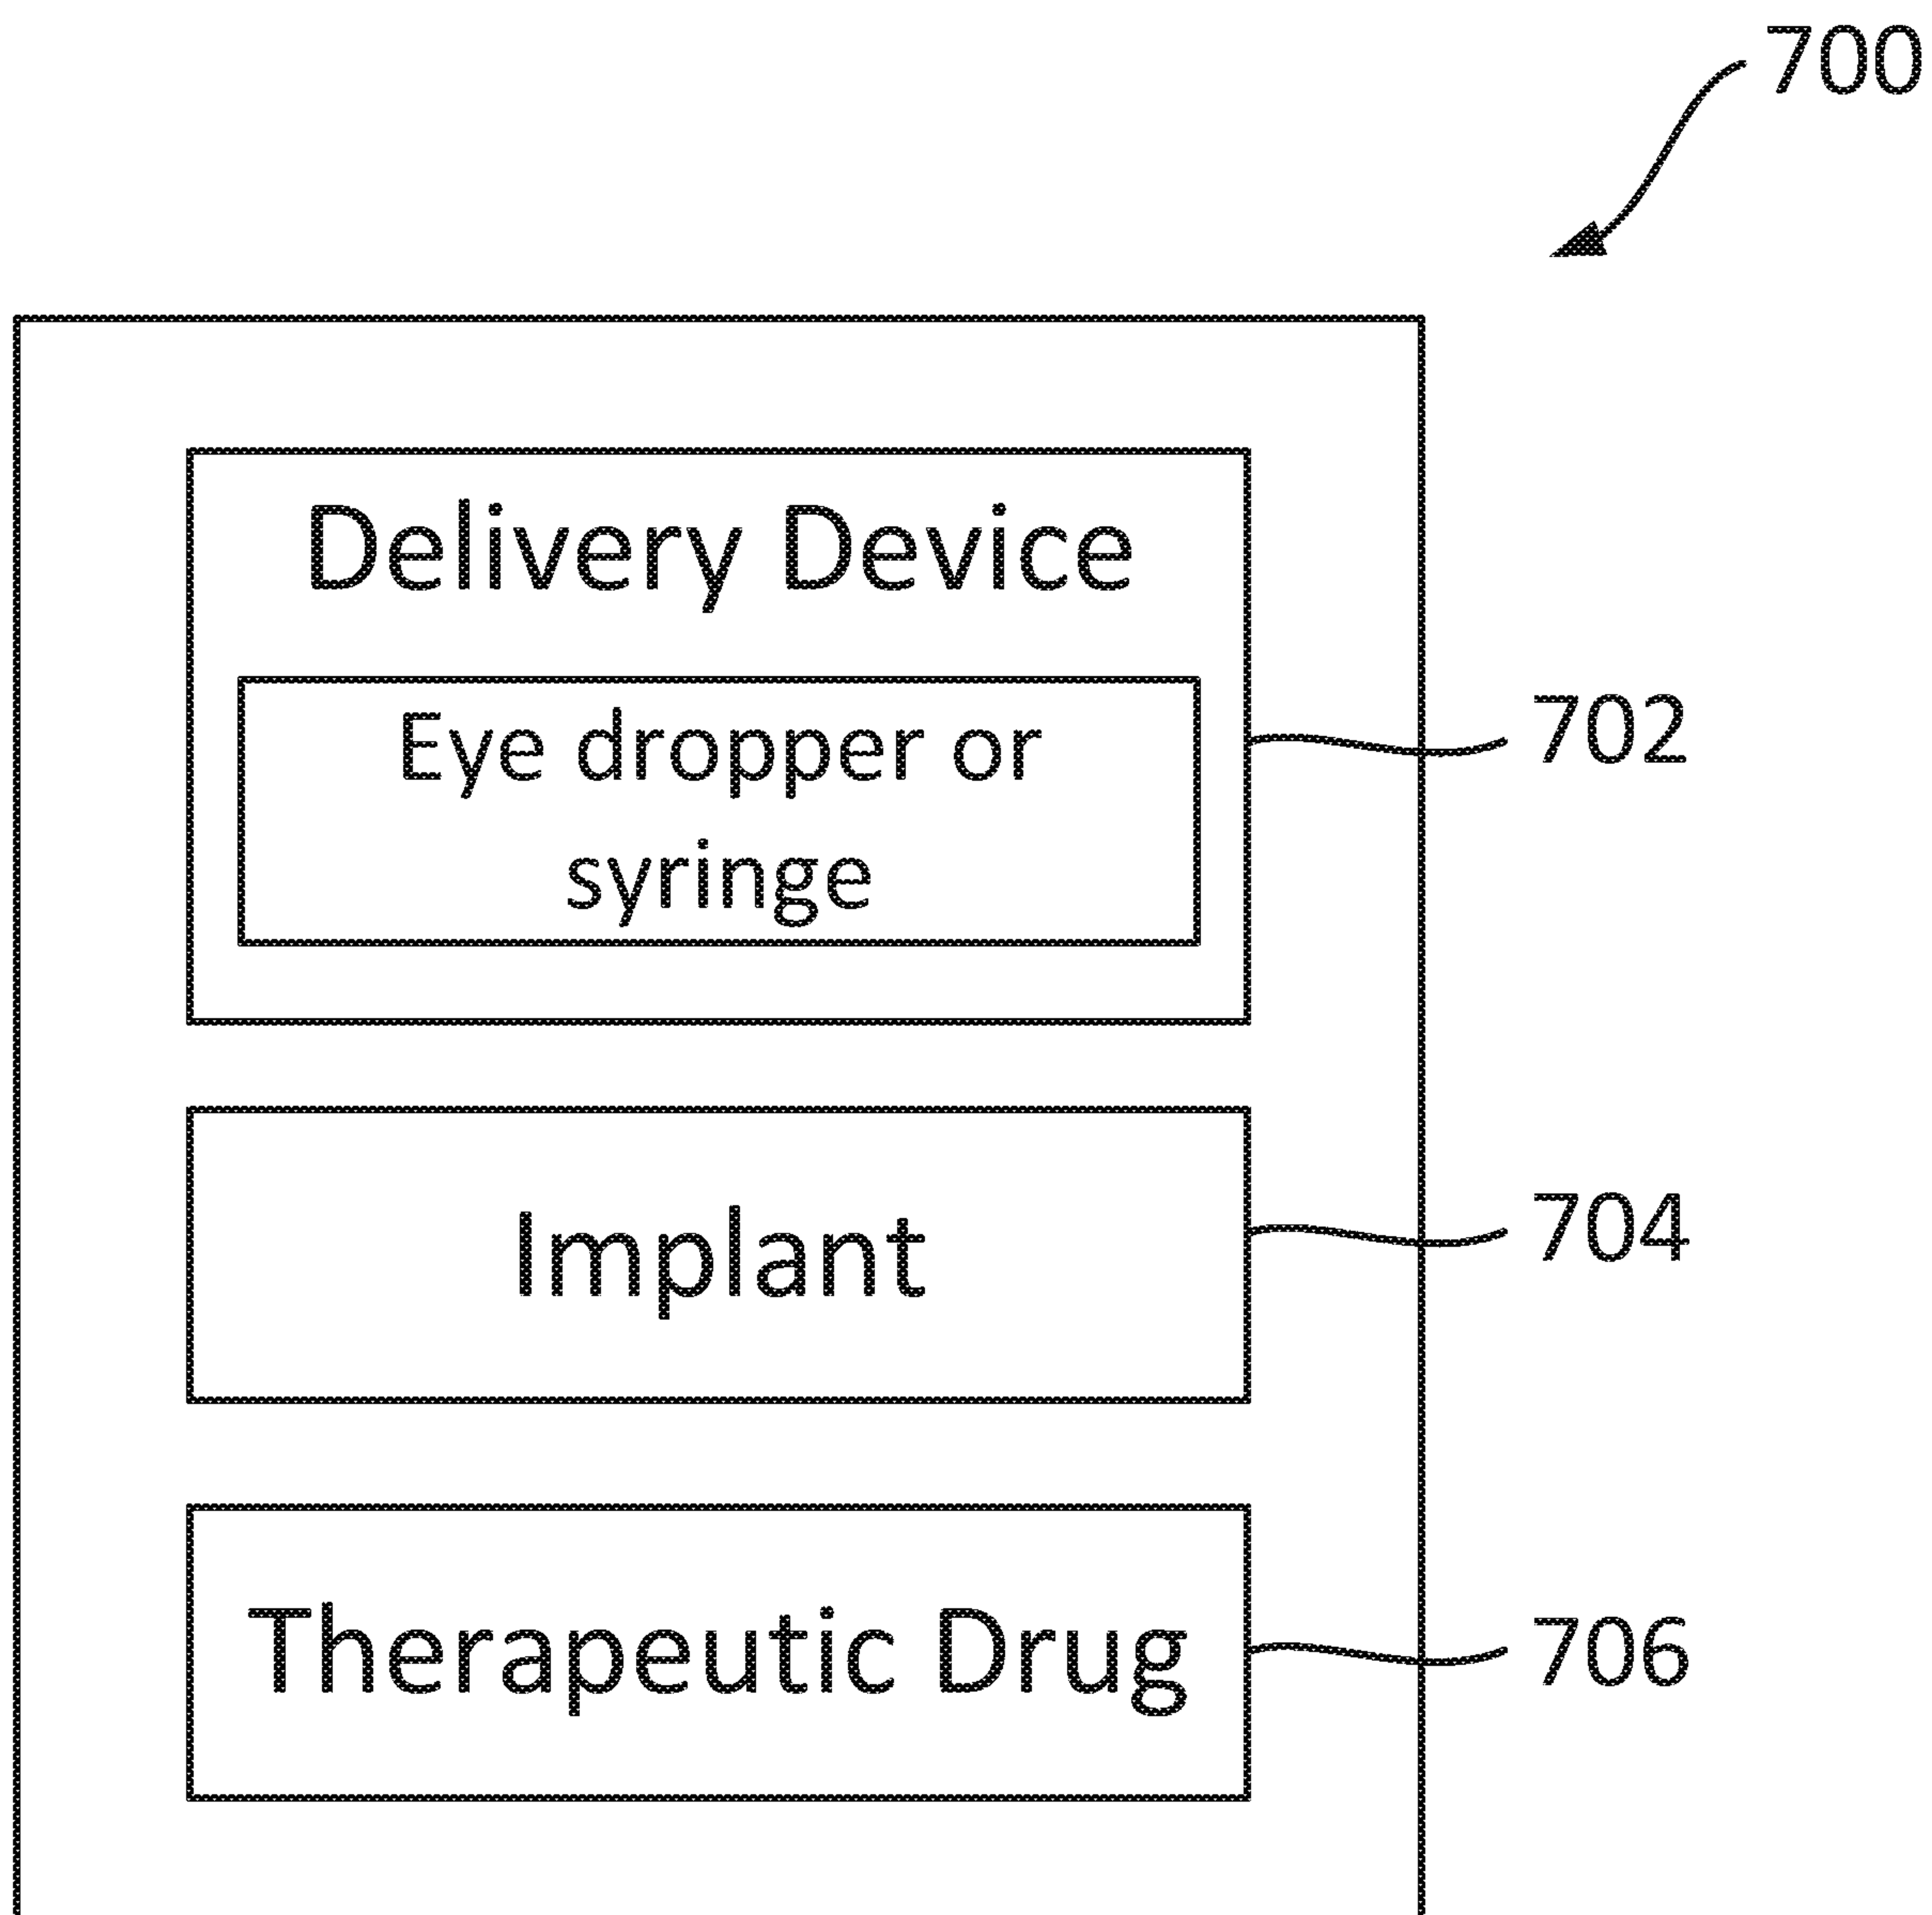 700
Delivery Device
Eye dropper or
syringe
702
Implant
704
Therapeutic Drug
706